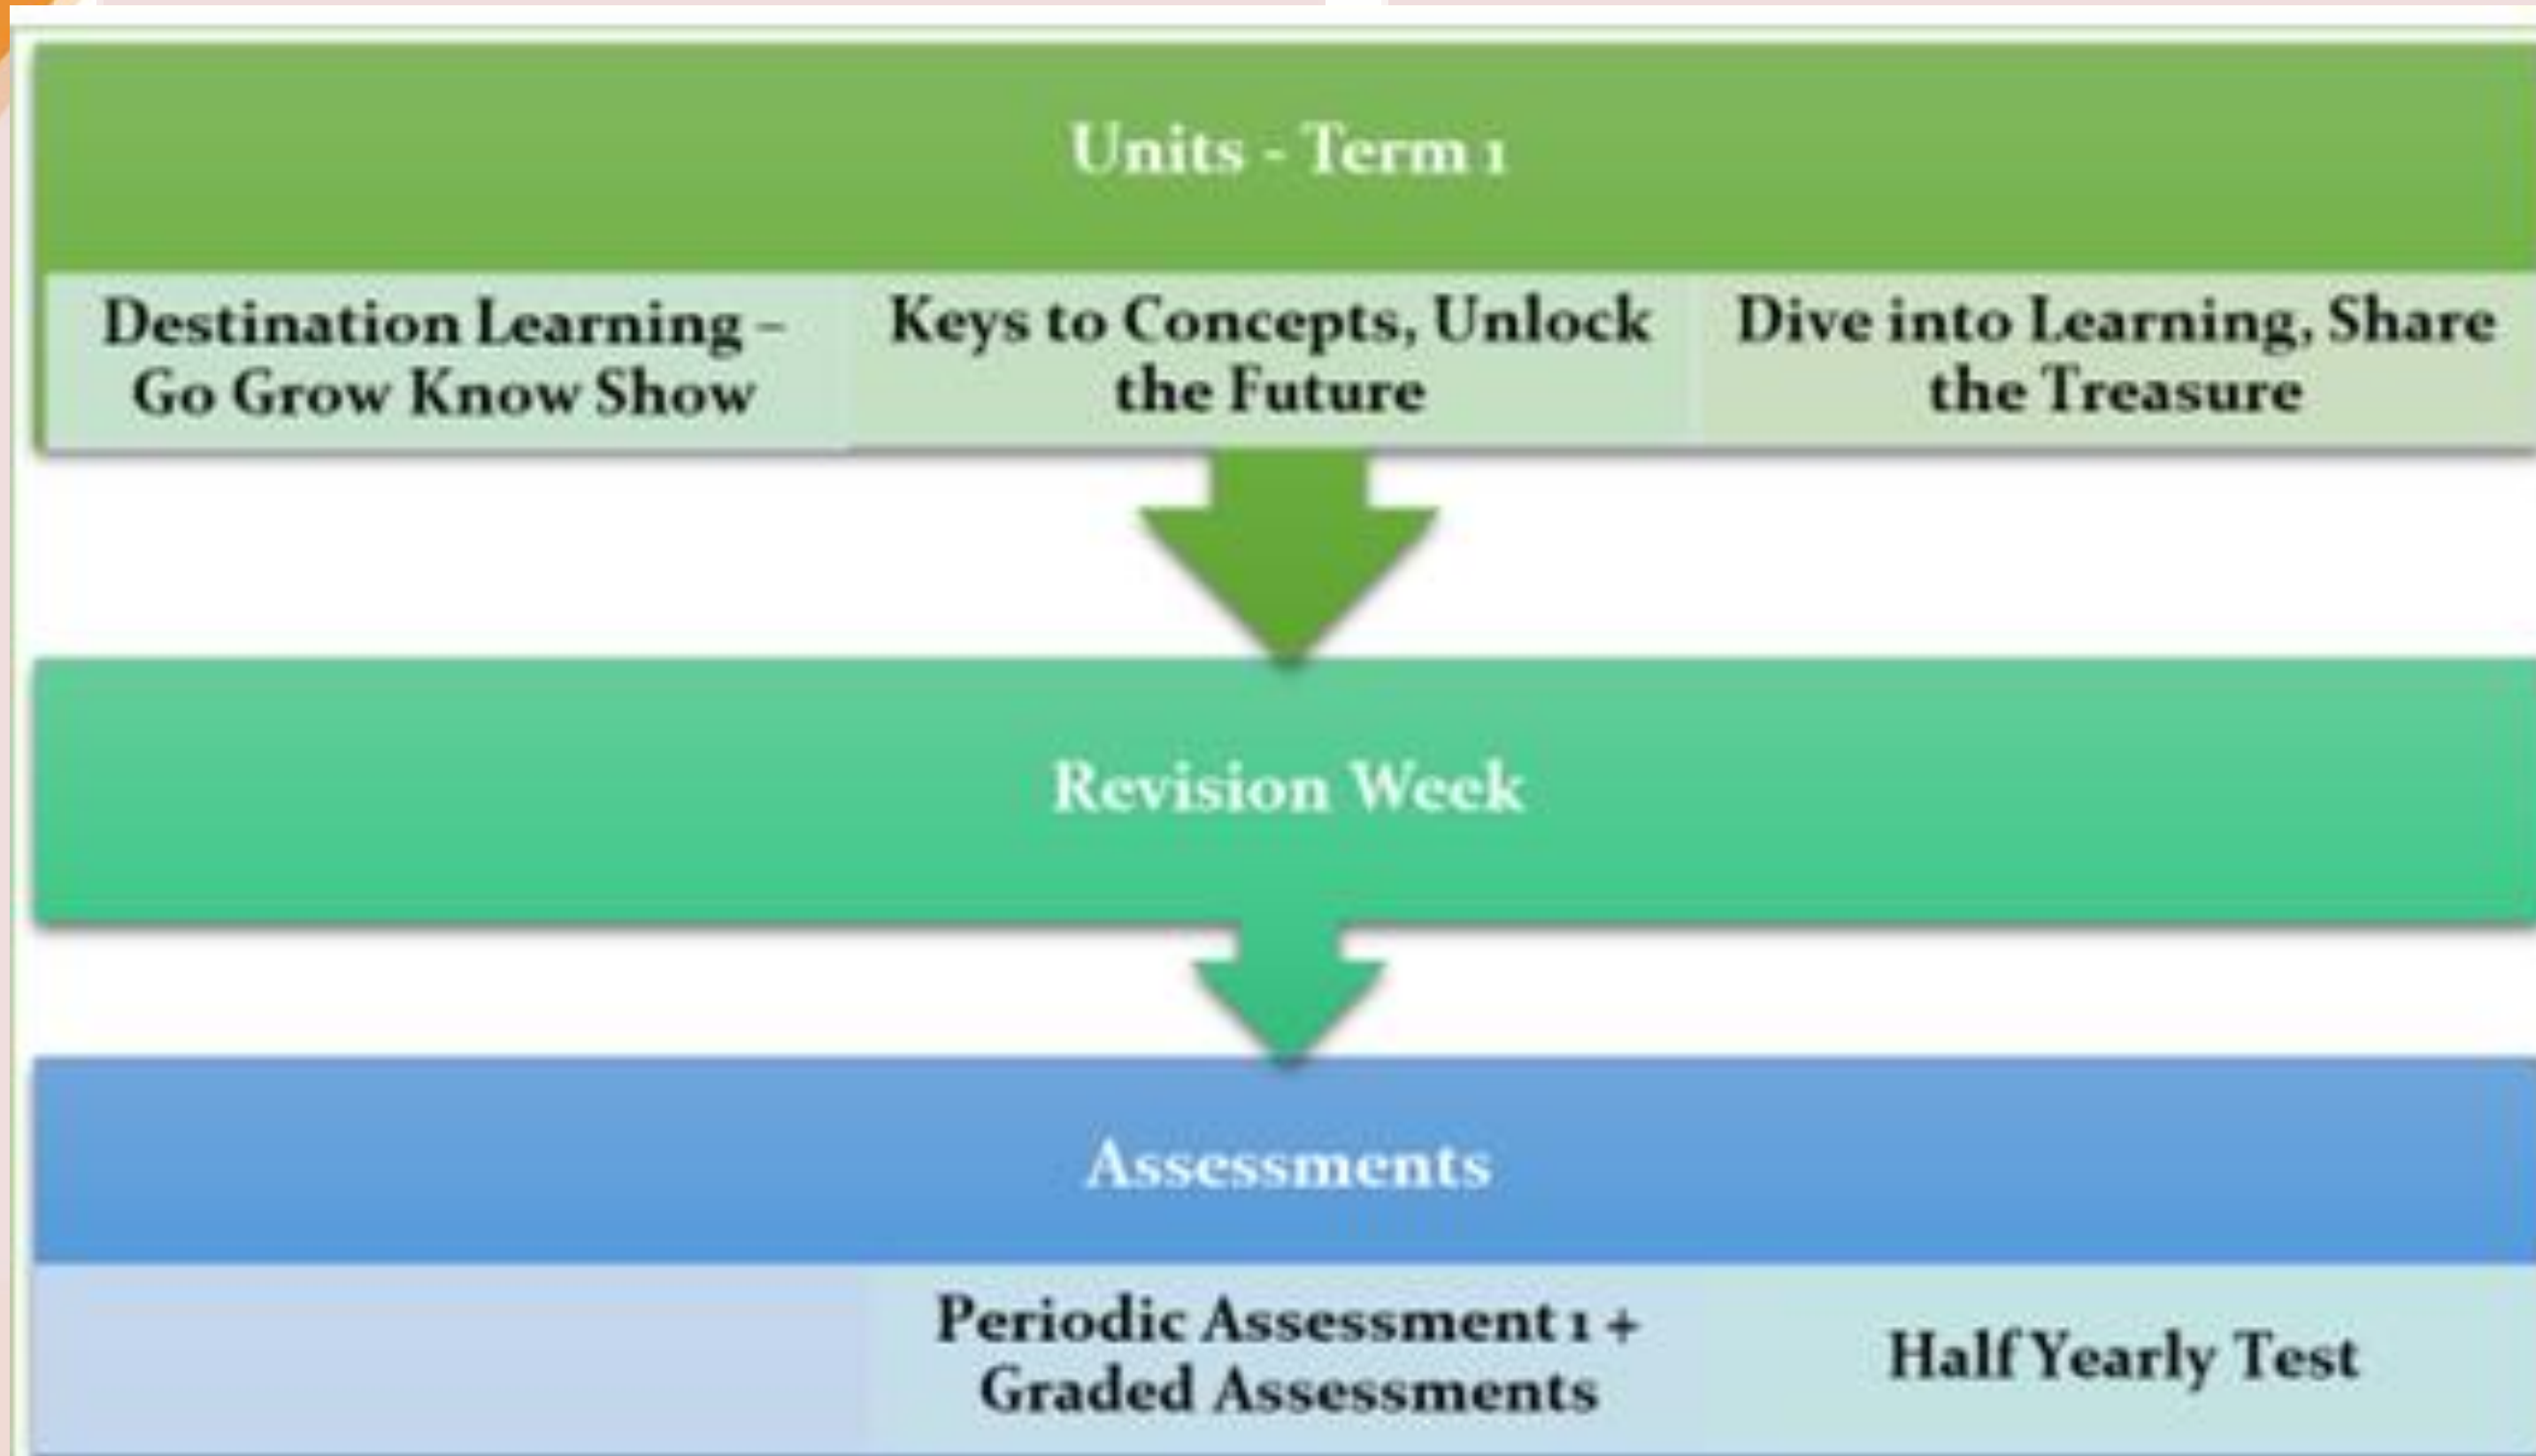 Units - Term 1
Destination Learning –
Go Grow Know Show
Keys to Concepts, Unlock
the Future
Dive into Learning, Share
the Treasure
Revision Week
Assessments
Periodic Assessment 1 +
Graded Assessments
Half Yearly Test